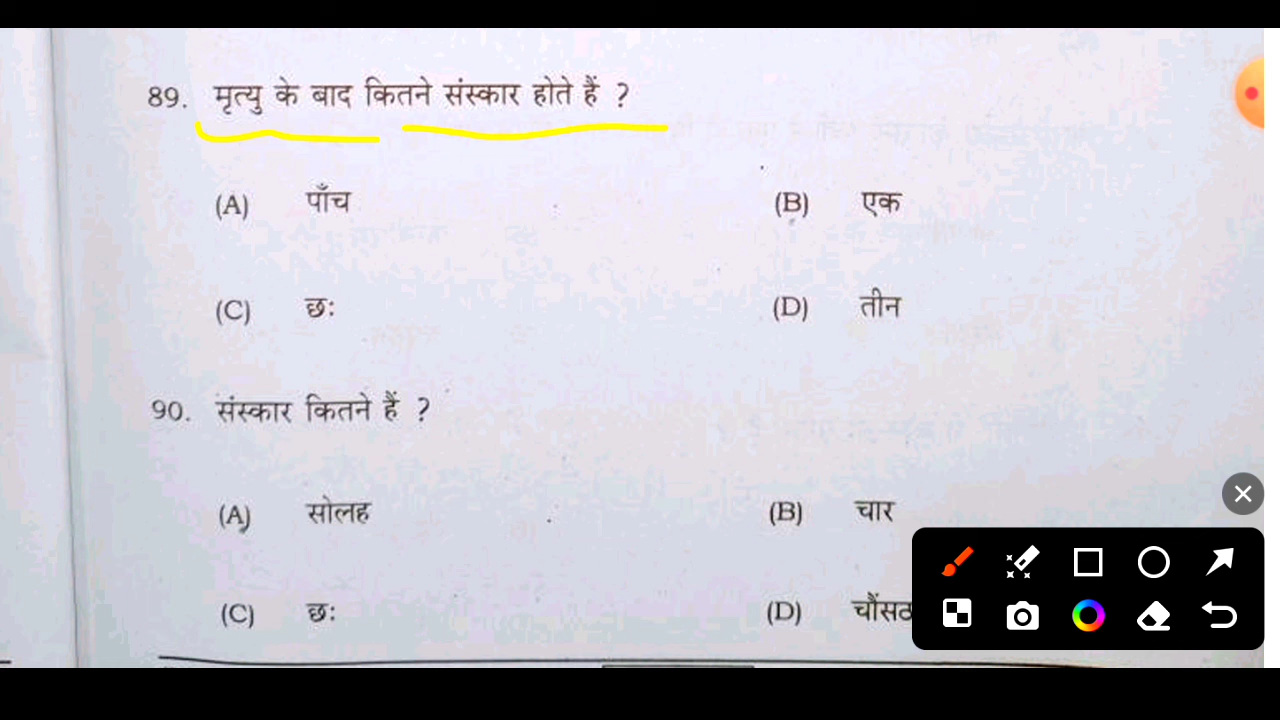 89. मृत्यु के बाद कितने संस्कार होते हैं ?
(A) पाँच (B) एक
(C) छः (D) तीन
90. संस्कार कितने हैं ?
(A) सोलह (B) चार
(C) छः (D) चौंसठ